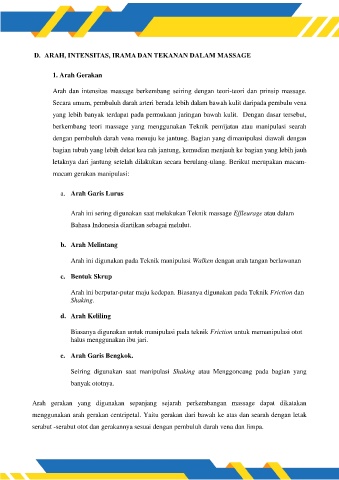 D. ARAH, INTENSITAS, IRAMA DAN TEKANAN DALAM MASSAGE
1. Arah Gerakan
Arah dan intensitas massage berkembang seiring dengan teori-teori dan prinsip massage.
Secara umum, pembuluh darah arteri berada lebih dalam bawah kulit daripada pembulu vena
yang lebih banyak terdapat pada permukaan jaringan bawah kulit. Dengan dasar tersebut,
berkembang teori massage yang menggunakan Teknik pemijatan atau manipulasi searah
dengan pembuluh darah vena menuju ke jantung. Bagian yang dimanipulasi diawali dengan
bagian tubuh yang lebih dekat kea rah jantung, kemudian menjauh ke bagian yang lebih jauh
letaknya dari jantung setelah dilakukan secara berulang-ulang. Berikut merupakan macam-
macam gerakan manipulasi:
a. Arah Garis Lurus
Arah ini sering digunakan saat melakukan Teknik massage Effleurage atau dalam
Bahasa Indonesia diartikan sebagai melulut.
b. Arah Melintang
Arah ini digunakan pada Teknik manipulasi Walken dengan arah tangan berlawanan
c. Bentuk Skrup
Arah ini berputar-putar maju kedepan. Biasanya digunakan pada Teknik Friction dan
Shaking.
d. Arah Keliling
Biasanya digunakan untuk manipulasi pada teknik Friction untuk memanipulasi otot
halus menggunakan ibu jari.
e. Arah Garis Bengkok.
Seiring digunakan saat manipulasi Shaking atau Menggoncang pada bagian yang
banyak ototnya.
Arah gerakan yang digunakan sepanjang sejarah perkembangan massage dapat dikatakan
menggunakan arah gerakan centripetal. Yaitu gerakan dari bawah ke atas dan searah dengan letak
serabut -serabut otot dan gerakannya sesuai dengan pembuluh darah vena dan limpa.